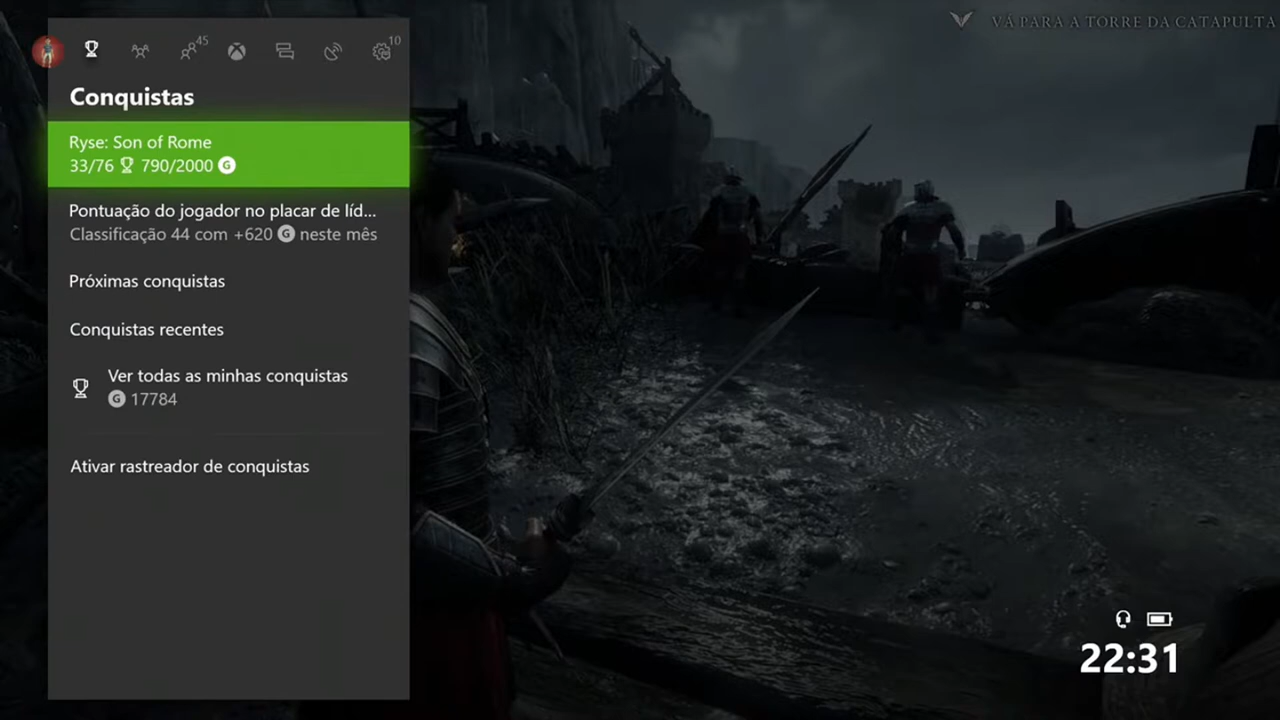 VÁ PARA A TORRE DA CATAPULTA
45
10
Conquistas
Ryse: Son of Rome
33/76 790/2000 G
Pontuação do jogador no placar de líd...
Classificação 44 com +620 G neste mês
Próximas conquistas
Conquistas recentes
Ver todas as minhas conquistas
G 17784
Ativar rastreador de conquistas
22:31